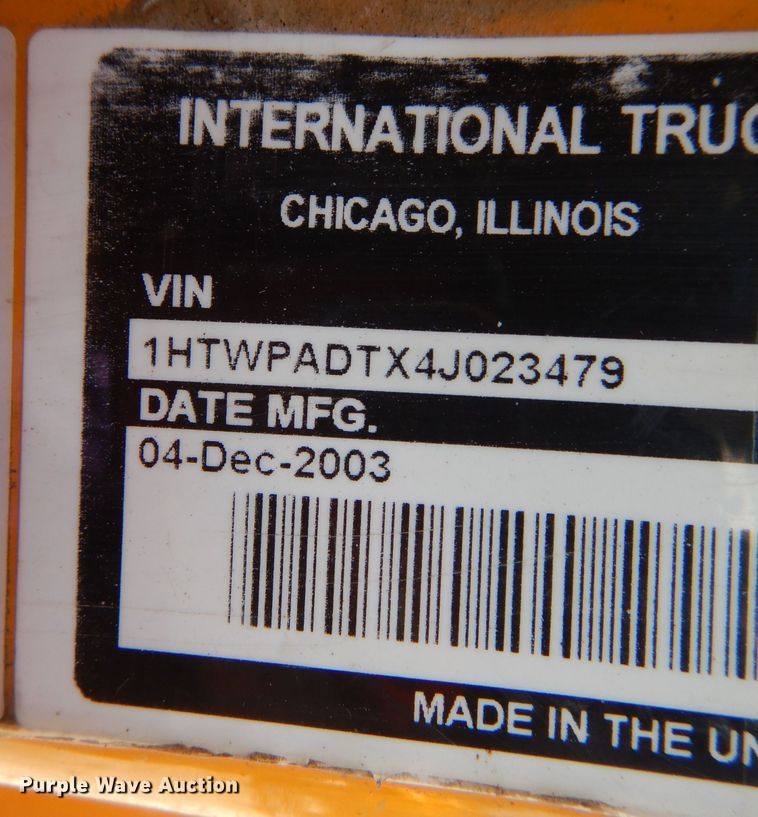 INTERNATIONAL TRUC
CHICAGO, ILLINOIS
VIN
1HTWPADTX4J023479
DATE MFG.
04-Dec-2003
MADE IN THE UN
Purple Wave Auction